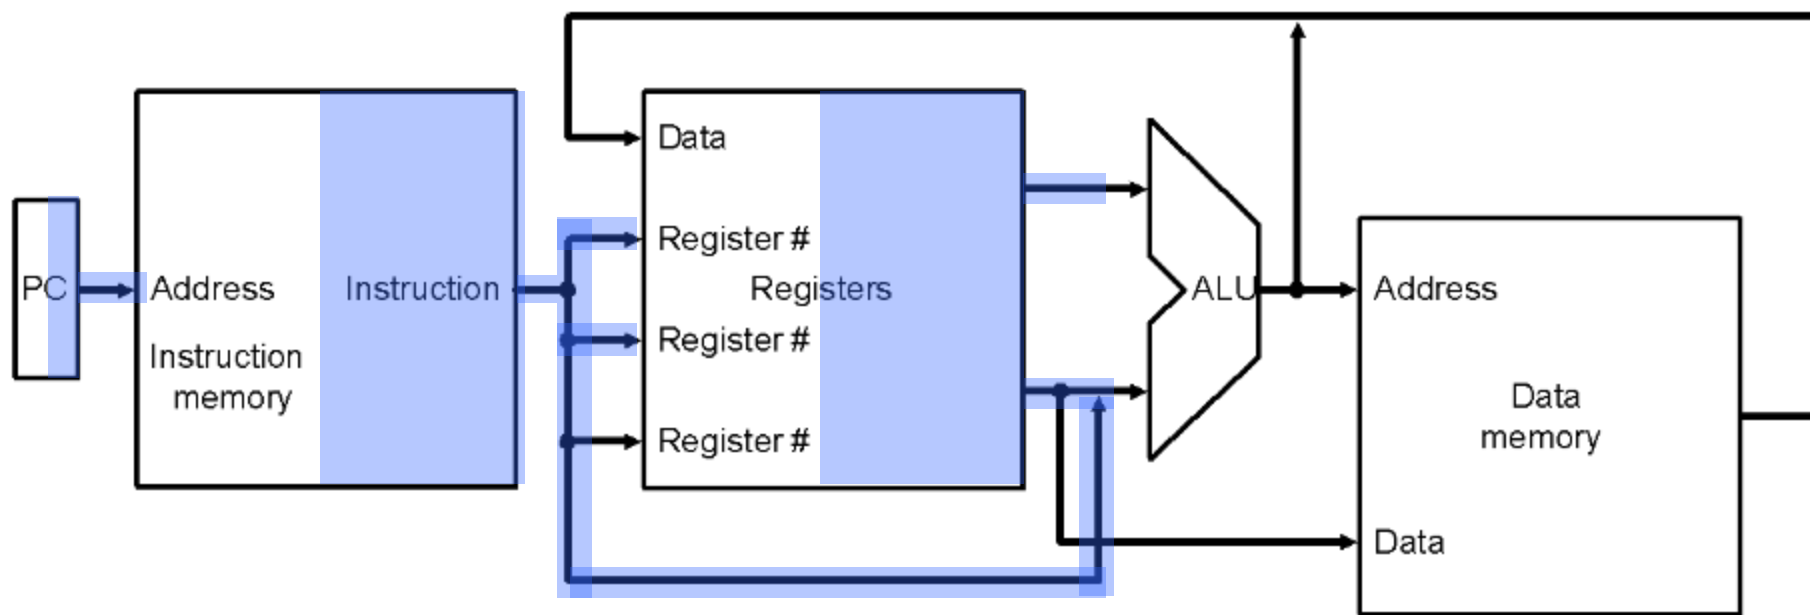 PC
Address
Instruction
Instruction
memory
Data
Register #
Registers
Register #
Register #
ALU
Address
Data
memory
Data